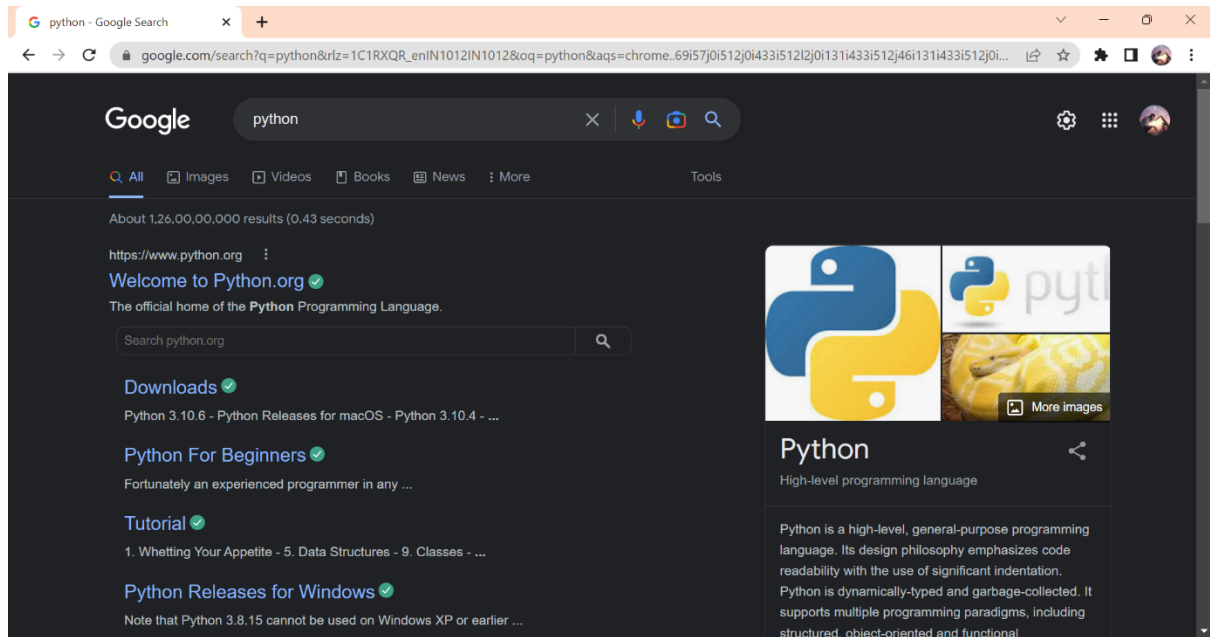 python - Google Search
google.com/search?q=python&rlz=1C1RXQR_enIN1012IN1012&oq=python&aqs=chrome..69i57j0i512j0i433i512l2j0i131i433i512j46i131i433i512j0i...
Google
python
All Images Videos Books News More Tools
About 1,26,00,00,000 results (0.43 seconds)
https://www.python.org
Welcome to Python.org
The official home of the Python Programming Language.
Search python.org
Downloads
Python 3.10.6 - Python Releases for macOS - Python 3.10.4 - ...
Python For Beginners
Fortunately an experienced programmer in any ...
Tutorial
1. Whetting Your Appetite - 5. Data Structures - 9. Classes - ...
Python Releases for Windows
Note that Python 3.8.15 cannot be used on Windows XP or earlier ...
More images
Python
High-level programming language
Python is a high-level, general-purpose programming
language. Its design philosophy emphasizes code
readability with the use of significant indentation.
Python is dynamically-typed and garbage-collected. It
supports multiple programming paradigms, including
structured, object-oriented and functional